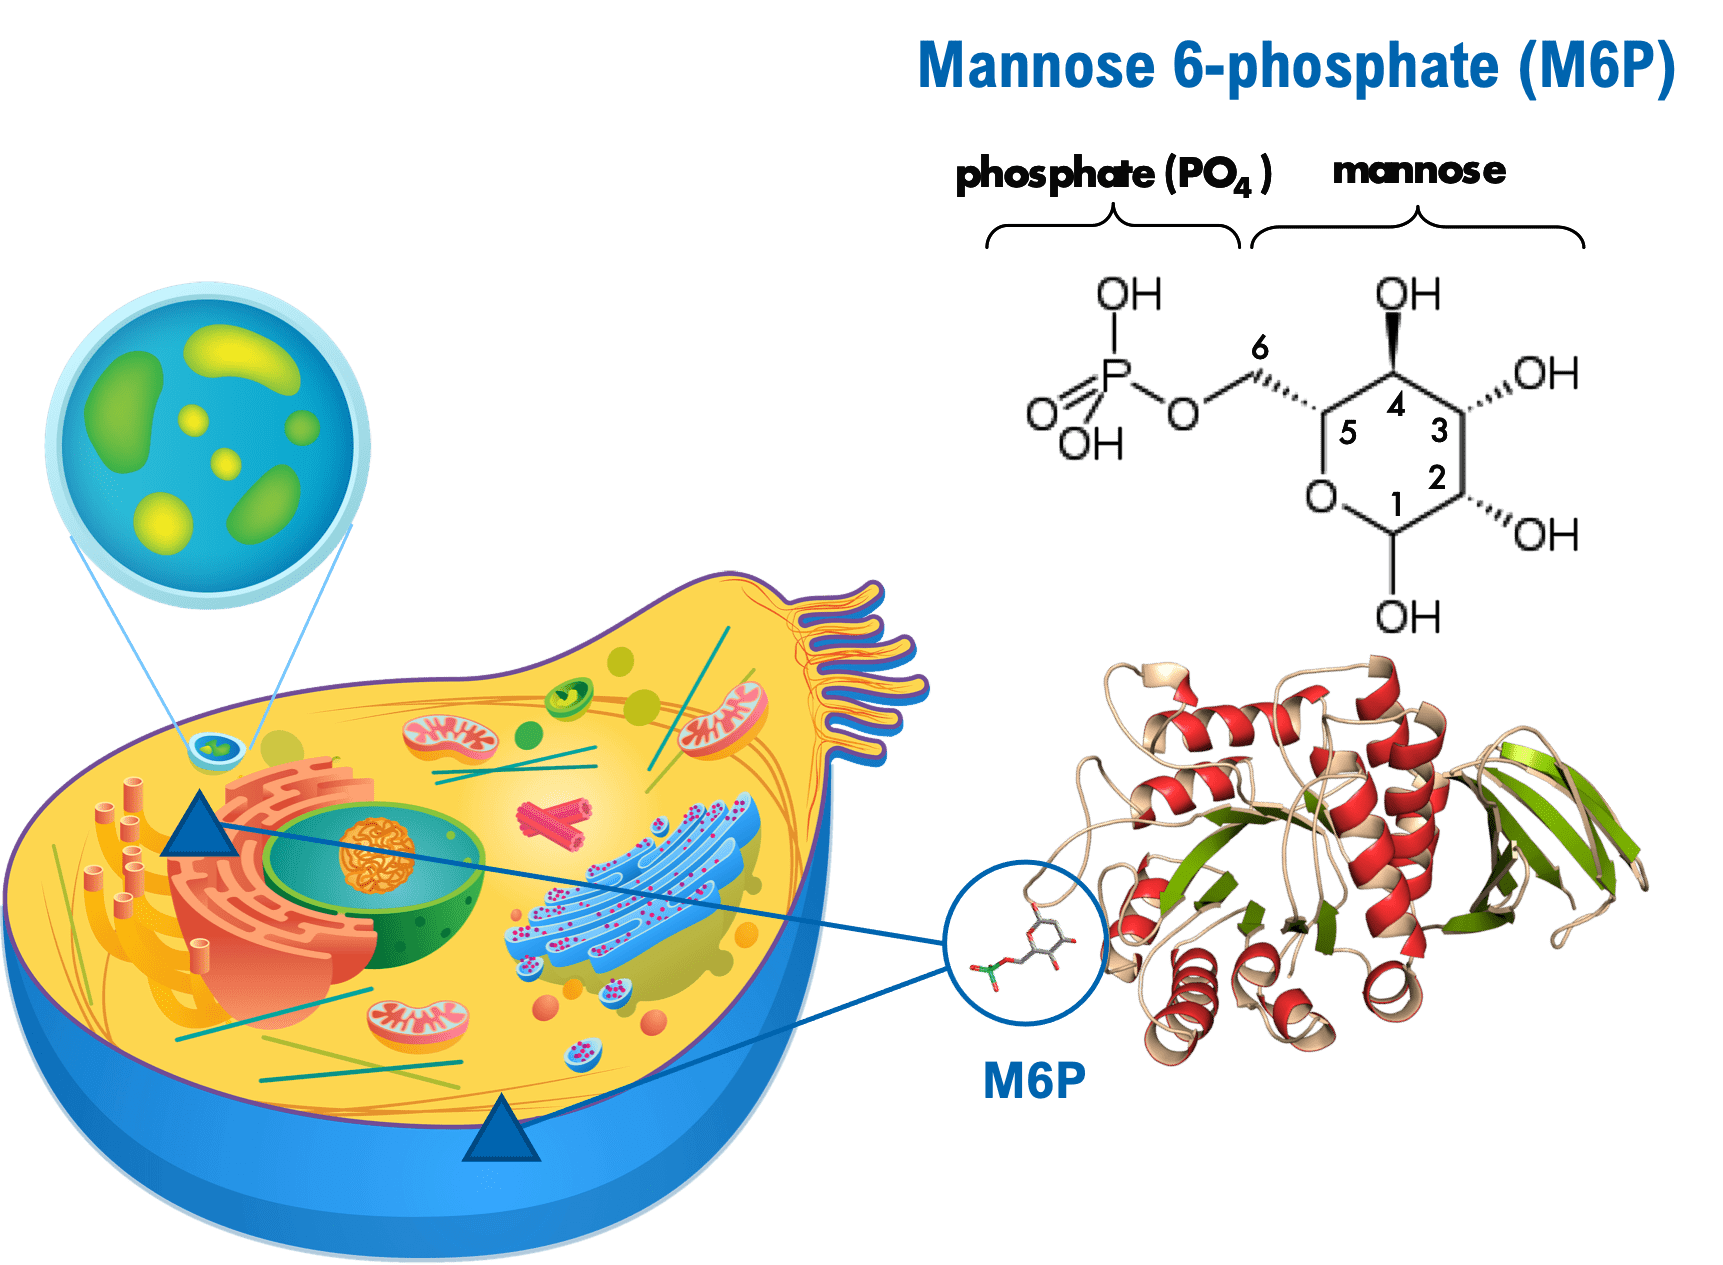 Mannose 6-phosphate (M6P)
phosphate (PO₄) mannose
OH OH
6
P O OH
O OH 4
5 3
2
O 1
OH
OH
M6P